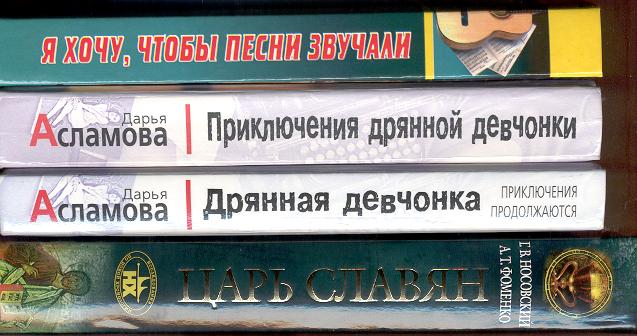 Я ХОЧУ, ЧТОБЫ ПЕСНИ ЗВУЧАЛИ
Дарья
Асламова
Приключения дрянной девчонки
Дарья
Асламова
Дрянная девчонка
ПРИКЛЮЧЕНИЯ
ПРОДОЛЖАЮТСЯ
НХ
ЦАРЬ СЛАВЯН
Г. В. НОСОВСКИЙ
А. Т. ФОМЕНКО